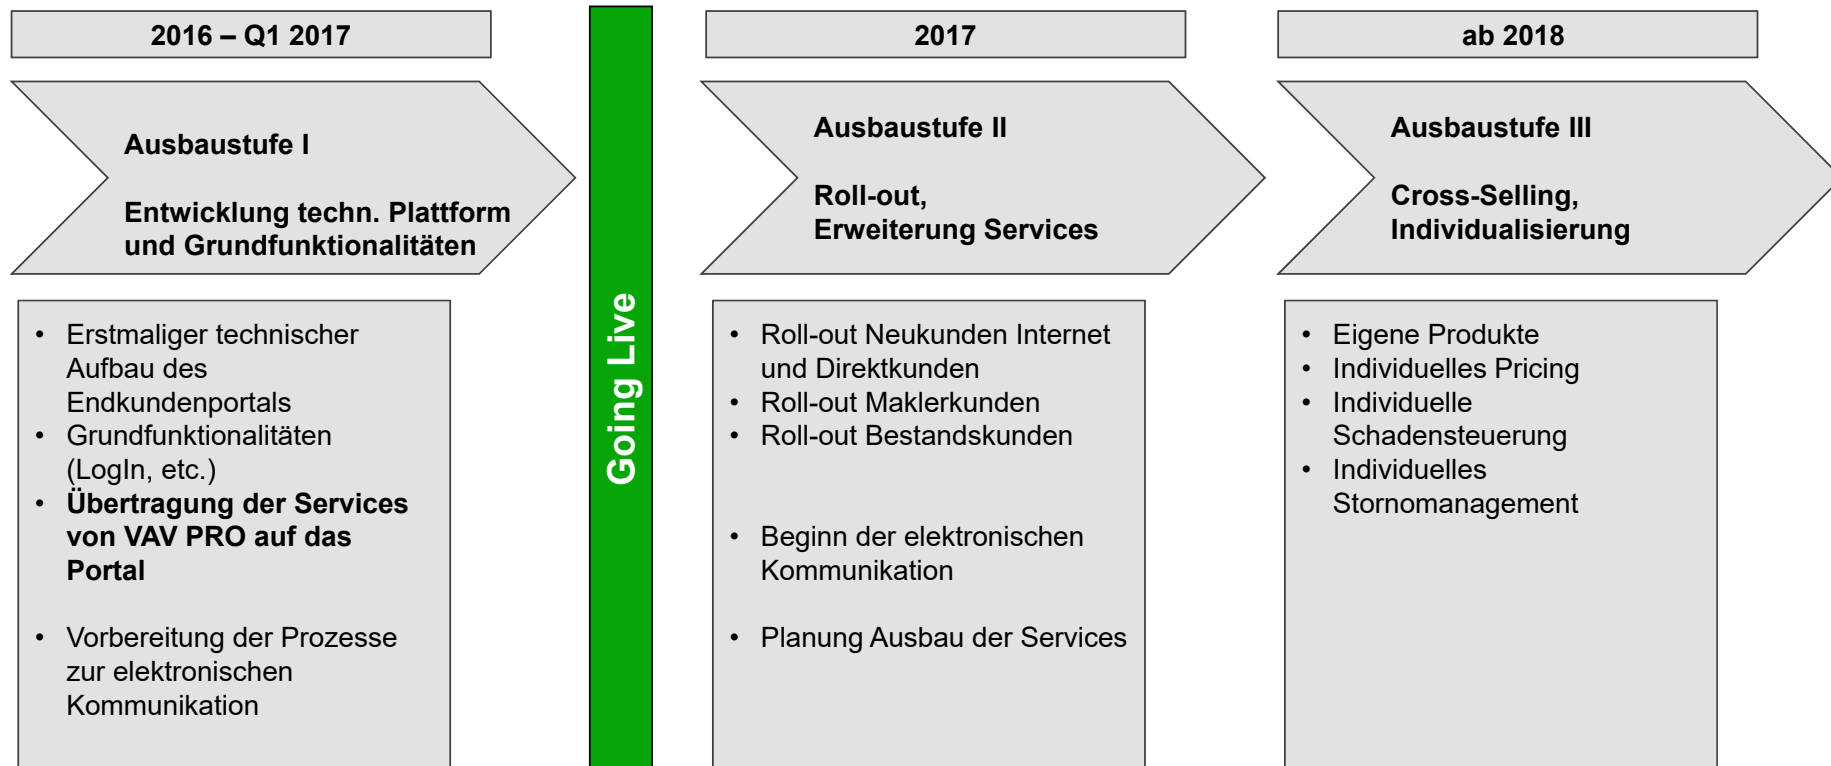 2016 – Q1 2017
Ausbaustufe I
Entwicklung techn. Plattform
und Grundfunktionalitäten
• Erstmaliger technischer
Aufbau des
Endkundenportals
• Grundfunktionalitäten
(LogIn, etc.)
• Übertragung der Services
von VAV PRO auf das
Portal
• Vorbereitung der Prozesse
zur elektronischen
Kommunikation
Going Live
2017
Ausbaustufe II
Roll-out,
Erweiterung Services
• Roll-out Neukunden Internet
und Direktkunden
• Roll-out Maklerkunden
• Roll-out Bestandskunden
• Beginn der elektronischen
Kommunikation
• Planung Ausbau der Services
ab 2018
Ausbaustufe III
Cross-Selling,
Individualisierung
• Eigene Produkte
• Individuelles Pricing
• Individuelle
Schadensteuerung
• Individuelles
Stornomanagement